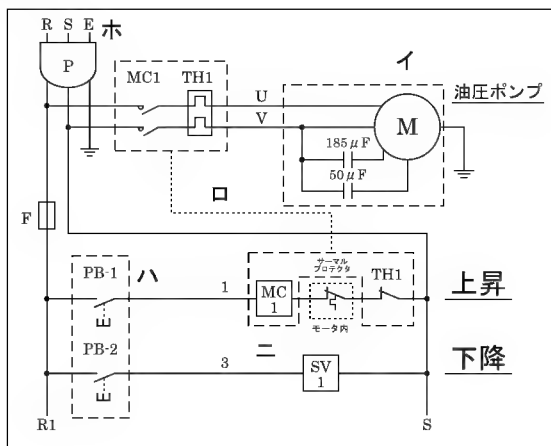 R S E ホ
P
MC1 TH1
イ
油圧ポンプ
U
V
M
185μF
50μF
ロ
F
サーマル
プロテクタ
PB-1 ハ 1 MC 1 TH1 上昇
モータ内
ニ
PB-2 3 SV 1 下降
R1 S